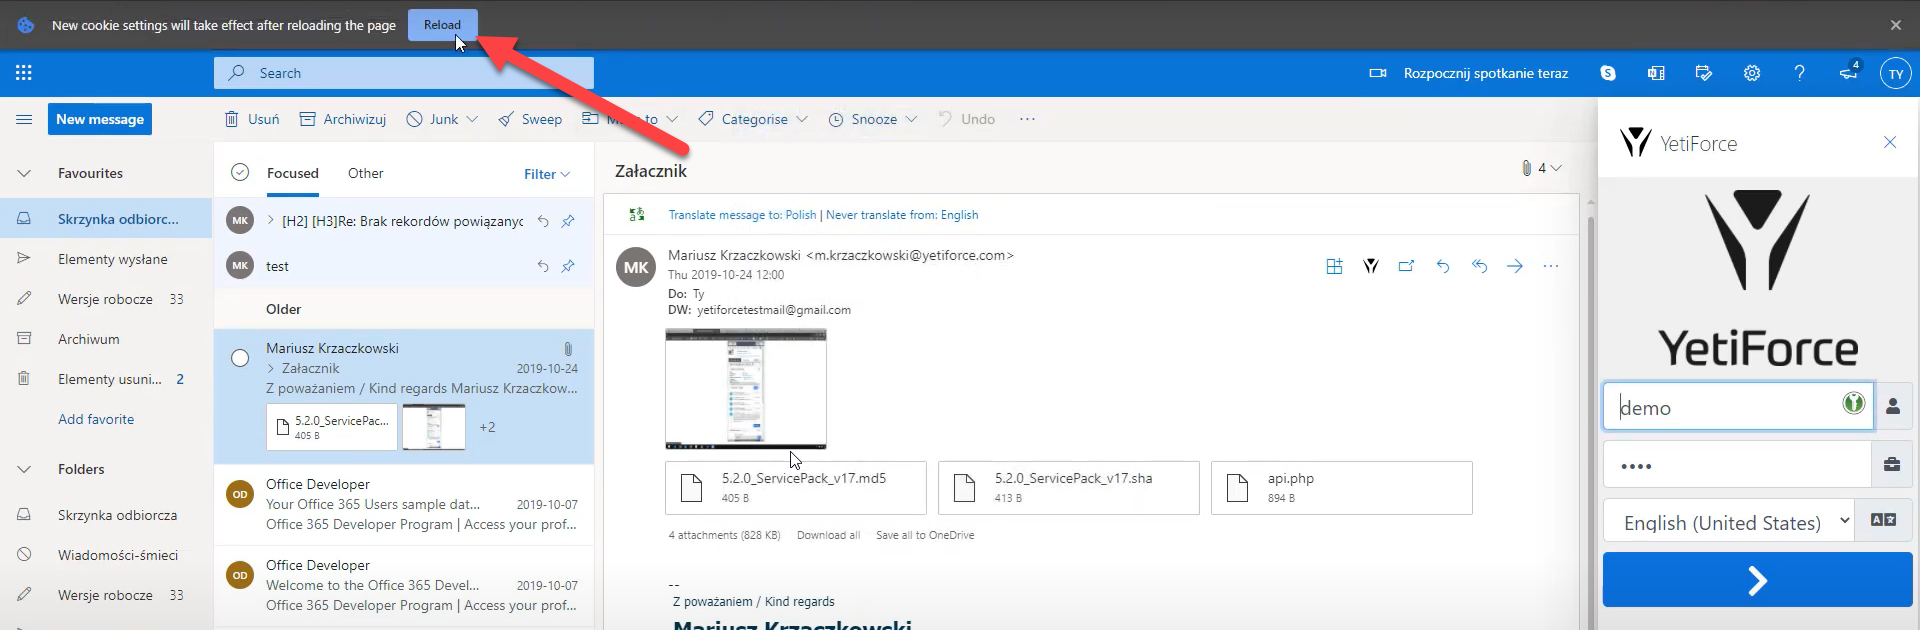 New cookie settings will take effect after reloading the page
Reload
Search
Rozpocznij spotkanie teraz
4
TY
New message
Usuń
Archiwizuj
Junk
Sweep
to
Categorise
Snooze
Undo
YetiForce
Favourites
Skrzynka odbiorc...
Elementy wysłane
Wersje robocze 33
Archiwum
Elementy usuni... 2
Add favorite
Folders
Skrzynka odbiorcza
Wiadomości-śmieci
Wersje robocze 33
Focused
Other
Filter
MK
[H2] [H3]Re: Brak rekordów powiązanyc
MK
test
Older
Mariusz Krzaczkowski
Załacznik 2019-10-24
Z poważaniem / Kind regards Mariusz Krzaczkow...
5.2.0_ServicePac...
405 B
+2
OD
Office Developer
Your Office 365 Users sample dat... 2019-10-07
Office 365 Developer Program | Access your prof...
OD
Office Developer
Welcome to the Office 365 Devel... 2019-10-07
Office 365 Developer Program | Access your prof...
Załacznik
4
Translate message to: Polish | Never translate from: English
MK
Mariusz Krzaczkowski <m.krzaczkowski@yetiforce.com>
Thu 2019-10-24 12:00
Do: Ty
DW: yetiforcetestmail@gmail.com
5.2.0_ServicePack_v17.md5
405 B
5.2.0_ServicePack_v17.sha
413 B
api.php
894 B
4 attachments (828 KB) Download all Save all to OneDrive
--
Z poważaniem / Kind regards
Mariusz Krzaczkowski
YetiForce
demo
••••
English (United States)